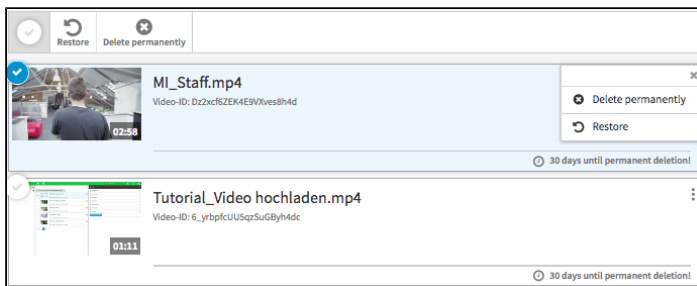 Restore
Delete permanently
MI_Staff.mp4
Video-ID: Dz2xcf6ZEK4E9VXves8h4d
02:58
Delete permanently
Restore
30 days until permanent deletion!
Tutorial_Video hochladen.mp4
Video-ID: 6_yrbpfcUU5qzSuGByh4dc
01:11
30 days until permanent deletion!